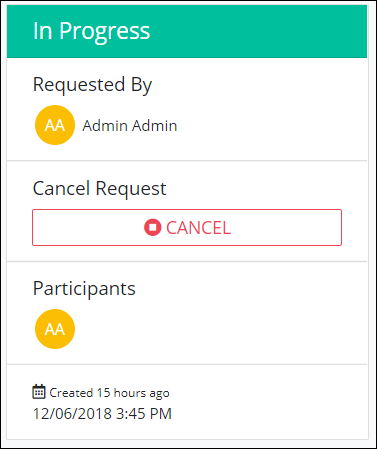 In Progress
Requested By
AA Admin Admin
Cancel Request
CANCEL
Participants
AA
Created 15 hours ago
12/06/2018 3:45 PM